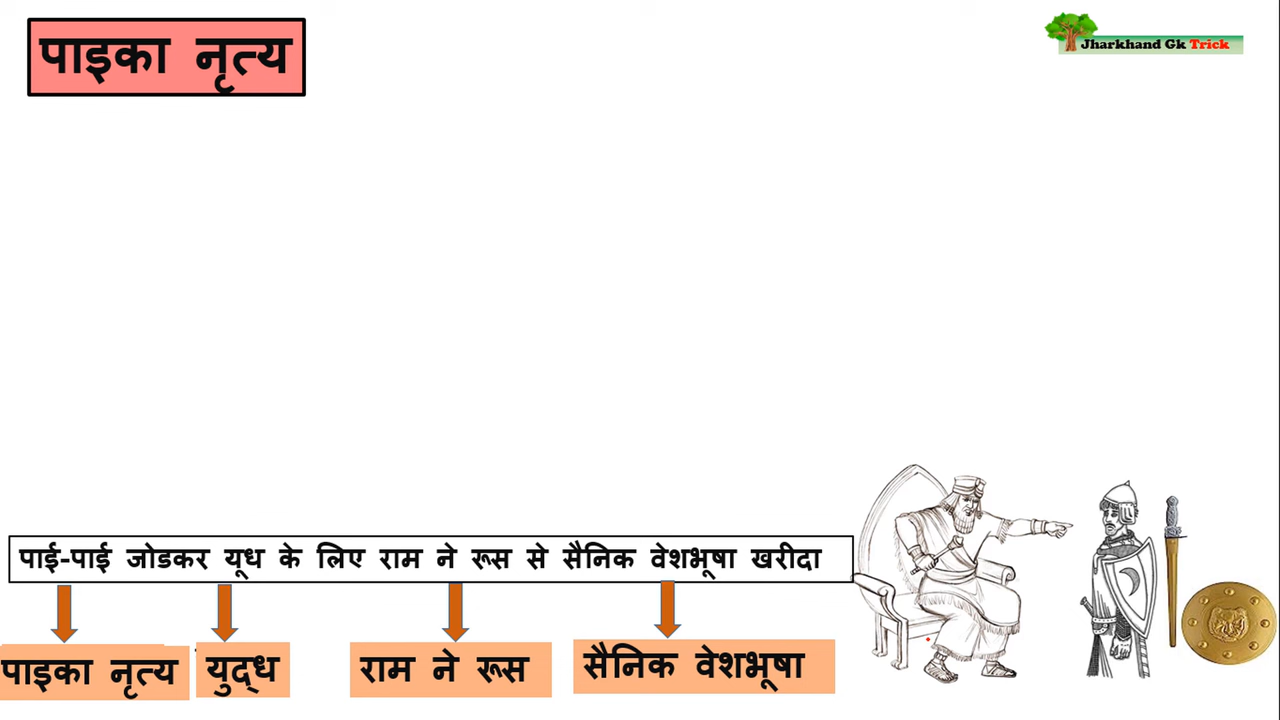 पाइका नृत्य
Jharkhand Gk Trick
पाई-पाई जोडकर यूध के लिए राम ने रूस से सैनिक वेशभूषा खरीदा
पाइका नृत्य
युद्ध
राम ने रूस
सैनिक वेशभूषा